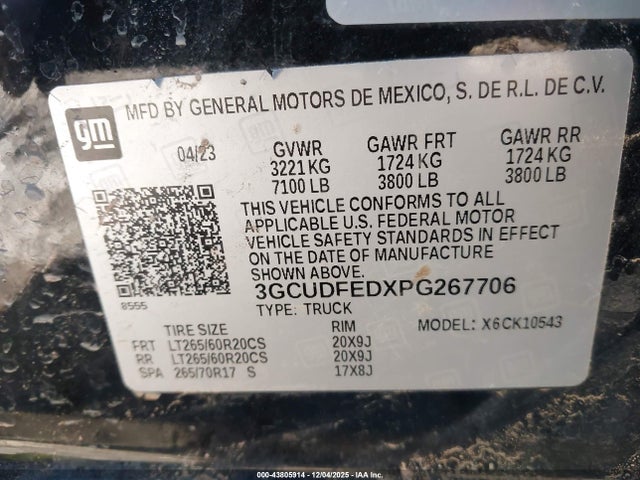 gm
MFD BY GENERAL MOTORS DE MEXICO, S. DE R.L. DE C.V.
04/23 GVWR GAWR FRT GAWR RR
3221 KG 1724 KG 1724 KG
7100 LB 3800 LB 3800 LB
THIS VEHICLE CONFORMS TO ALL
APPLICABLE U.S. FEDERAL MOTOR
VEHICLE SAFETY STANDARDS IN EFFECT
ON THE DATE OF MANUFACTURE
SHOWN ABOVE.
8555 3GCUDFEDXPG267706
TYPE: TRUCK
TIRE SIZE RIM MODEL: X6CK10543
FRT LT265/60R20CS 20X9J
RR LT265/60R20CS 20X9J
SPA 265/70R17 S 17X8J
000-43805914 - 12/04/2025 - IAA Inc.